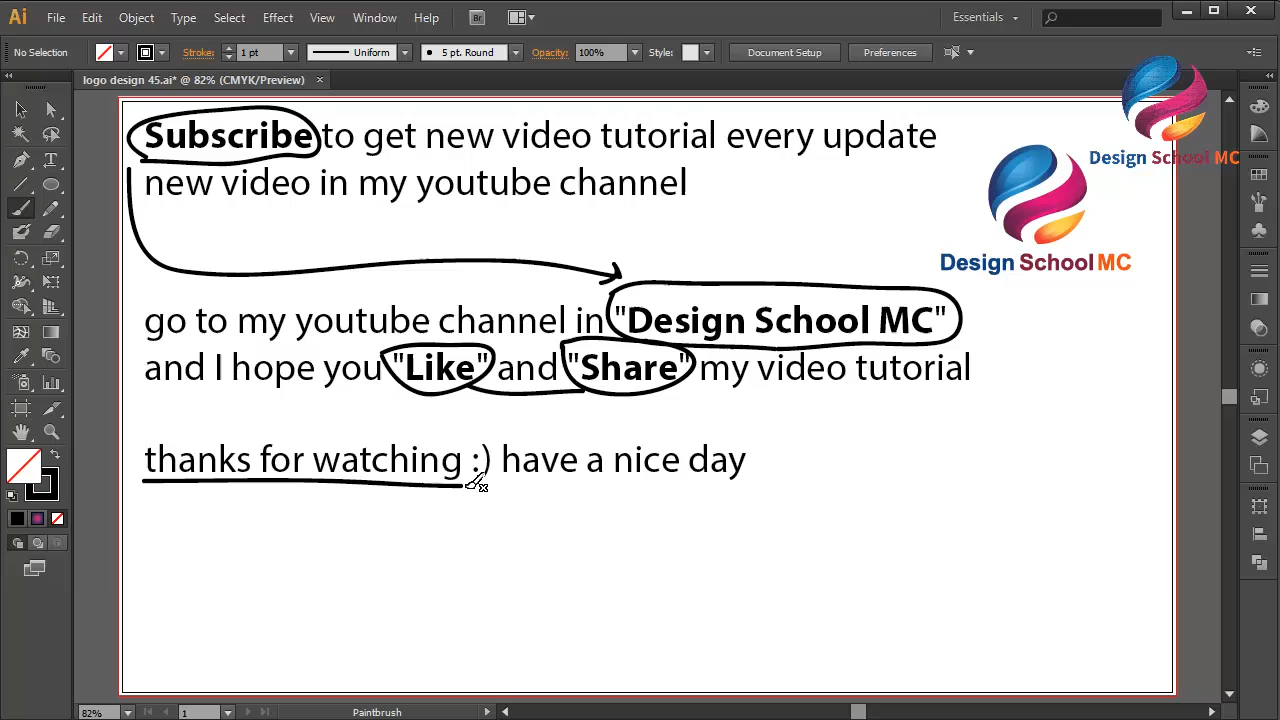 Ai File Edit Object Type Select Effect View Window Help Br Essentials
No Selection Stroke: 1 pt Uniform 5 pt. Round Opacity: 100% Style: Document Setup Preferences
logo design 45.ai* @ 82% (CMYK/Preview)
Subscribe to get new video tutorial every update
new video in my youtube channel
Design School MC
Design School MC
go to my youtube channel in "Design School MC"
and I hope you "Like" and "Share" my video tutorial
thanks for watching :) have a nice day
82% 1 Paintbrush